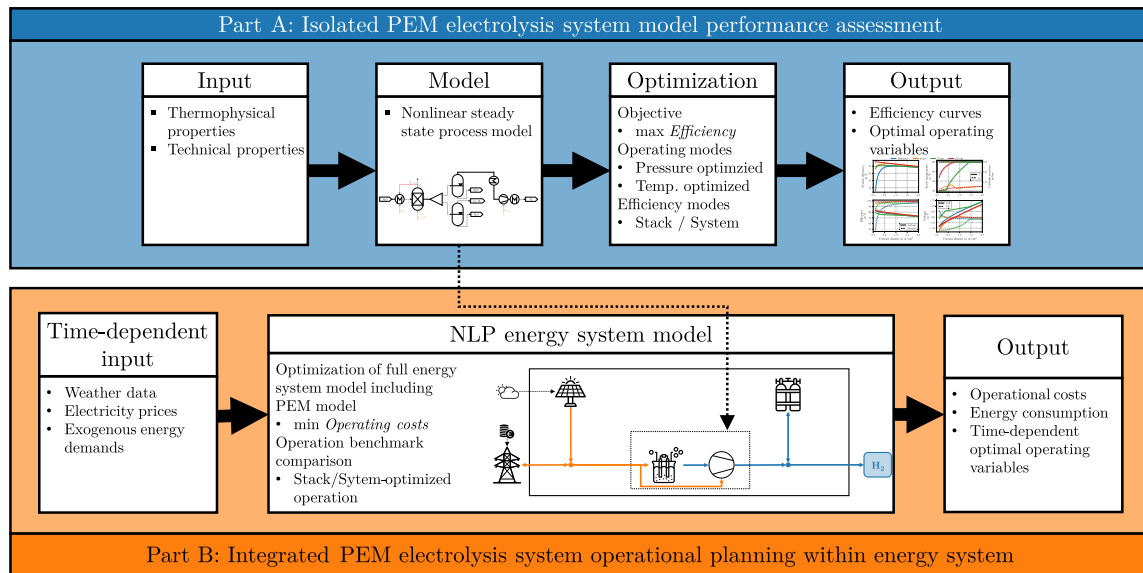 Part A: Isolated PEM electrolysis system model performance assessment
Input
Thermophysical
properties
Technical properties
Model
Nonlinear steady
state process model
Optimization
Objective
• max Efficiency
Operating modes
• Pressure optimzied
• Temp. optimized
Efficiency modes
• Stack / System
Output
• Efficiency curves
• Optimal operating
variables
Time-dependent
input
• Weather data
• Electricity prices
• Exogenous energy
demands
NLP energy system model
Optimization of full energy
system model including
PEM model
• min Operating costs
Operation benchmark
comparison
• Stack/Sytem-optimized
operation
H2
Output
• Operational costs
• Energy consumption
• Time-dependent
optimal operating
variables
Part B: Integrated PEM electrolysis system operational planning within energy system